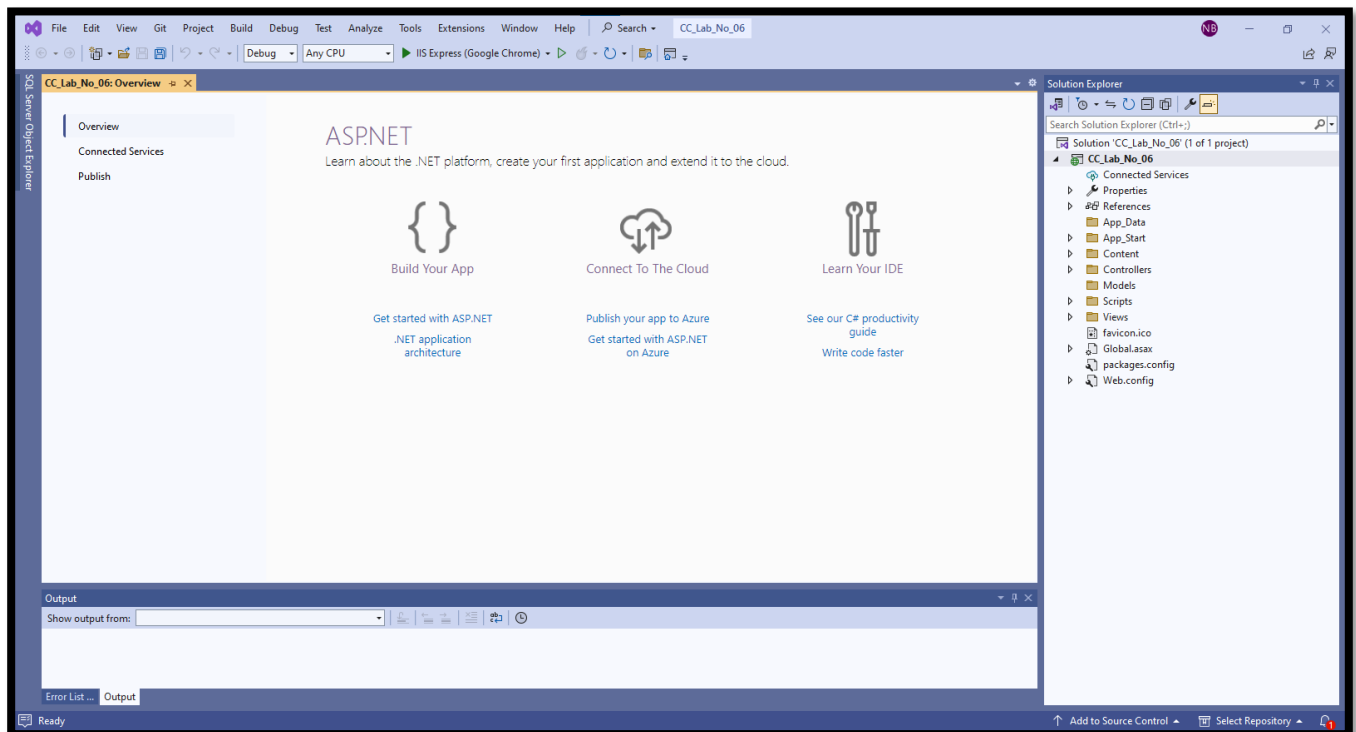 File Edit View Git Project Build Debug Test Analyze Tools Extensions Window Help Search CC_Lab_No_06 NB
Debug Any CPU IIS Express (Google Chrome)
SQL Server Object Explorer
CC_Lab_No_06: Overview
Overview
Connected Services
Publish
ASP.NET
Learn about the .NET platform, create your first application and extend it to the cloud.
Build Your App
Get started with ASP.NET
.NET application
architecture
Connect To The Cloud
Publish your app to Azure
Get started with ASP.NET
on Azure
Learn Your IDE
See our C# productivity
guide
Write code faster
Output
Show output from:
Error List ... Output
Solution Explorer
Search Solution Explorer (Ctrl+;)
Solution 'CC_Lab_No_06' (1 of 1 project)
CC_Lab_No_06
Connected Services
Properties
References
App_Data
App_Start
Content
Controllers
Models
Scripts
Views
favicon.ico
Global.asax
packages.config
Web.config
Ready Add to Source Control Select Repository 1